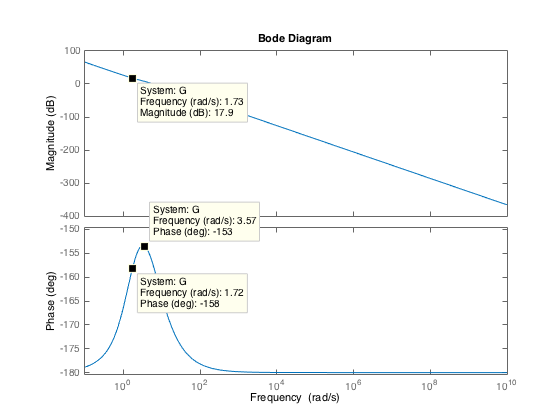 Bode Diagram
Magnitude (dB)
100
0
-100
-200
-300
-400
System: G
Frequency (rad/s): 1.73
Magnitude (dB): 17.9
Phase (deg)
-150
-155
-160
-165
-170
-175
-180
System: G
Frequency (rad/s): 3.57
Phase (deg): -153
System: G
Frequency (rad/s): 1.72
Phase (deg): -158
10^0 10^2 10^4 10^6 10^8 10^10
Frequency (rad/s)